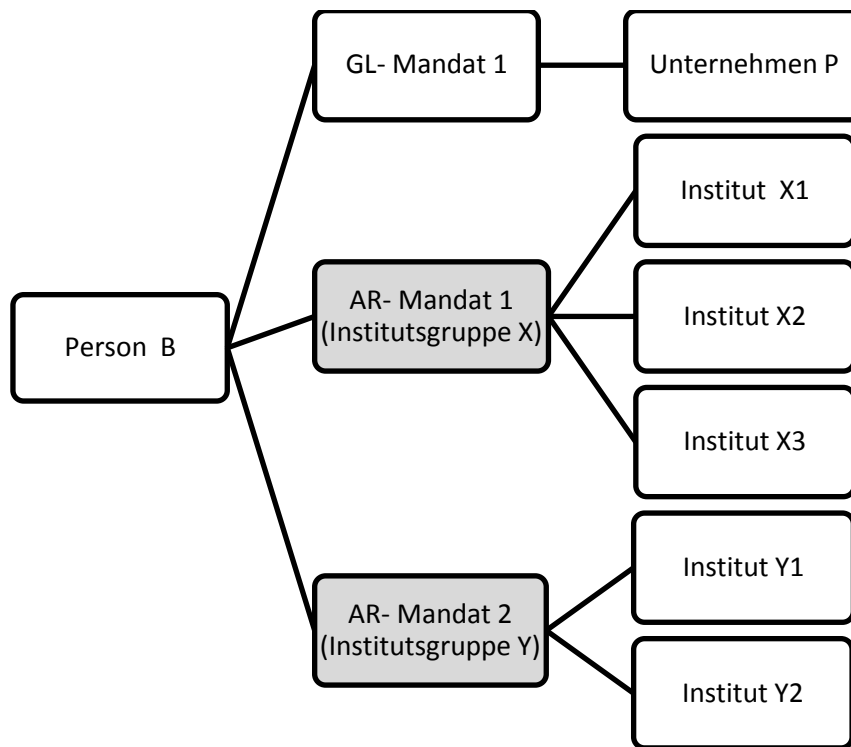 GL- Mandat 1
Unternehmen P
Institut X1
AR- Mandat 1
(Institutsgruppe X)
Institut X2
Person B
Institut X3
Institut Y1
AR- Mandat 2
(Institutsgruppe Y)
Institut Y2